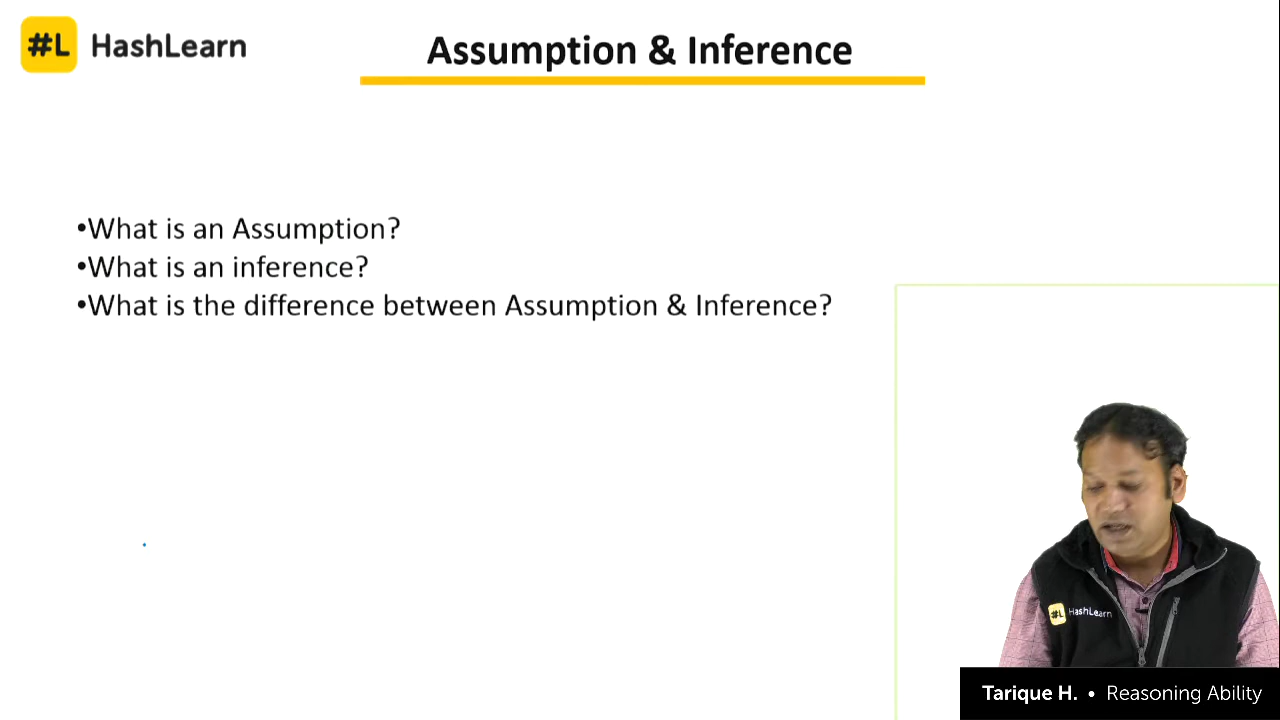 #L HashLearn
Assumption & Inference
•What is an Assumption?
•What is an inference?
•What is the difference between Assumption & Inference?
#L HashLearn
Tarique H. • Reasoning Ability